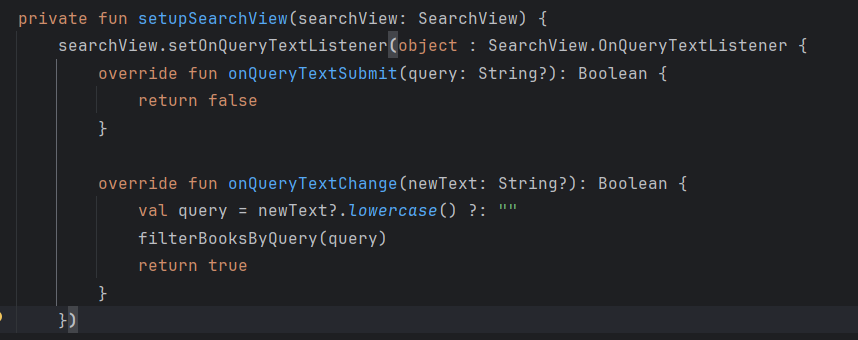 private fun setupSearchView(searchView: SearchView) {
    searchView.setOnQueryTextListener(object : SearchView.OnQueryTextListener {
        override fun onQueryTextSubmit(query: String?): Boolean {
            return false
        }

        override fun onQueryTextChange(newText: String?): Boolean {
            val query = newText?.lowercase() ?: ""
            filterBooksByQuery(query)
            return true
        }
    })